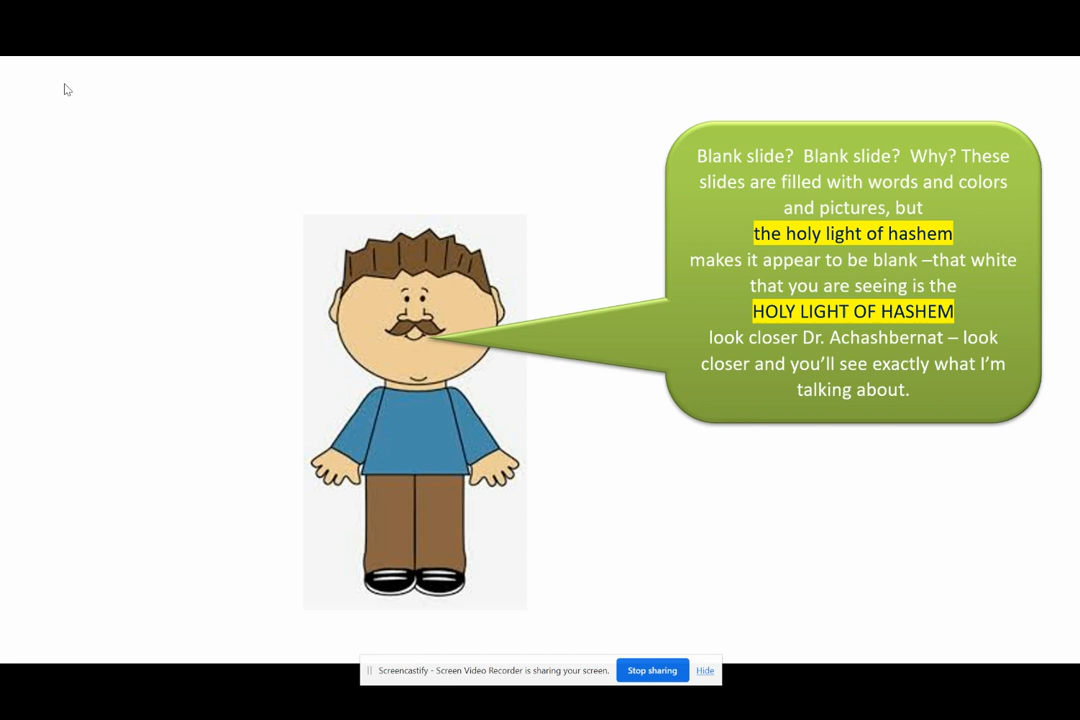 Blank slide?  Blank slide?  Why? These
slides are filled with words and colors
and pictures, but
the holy light of hashem
makes it appear to be blank –that white
that you are seeing is the
HOLY LIGHT OF HASHEM
look closer Dr. Achashbernat – look
closer and you’ll see exactly what I’m
talking about.
Screencastify - Screen Video Recorder is sharing your screen. Stop sharing Hide